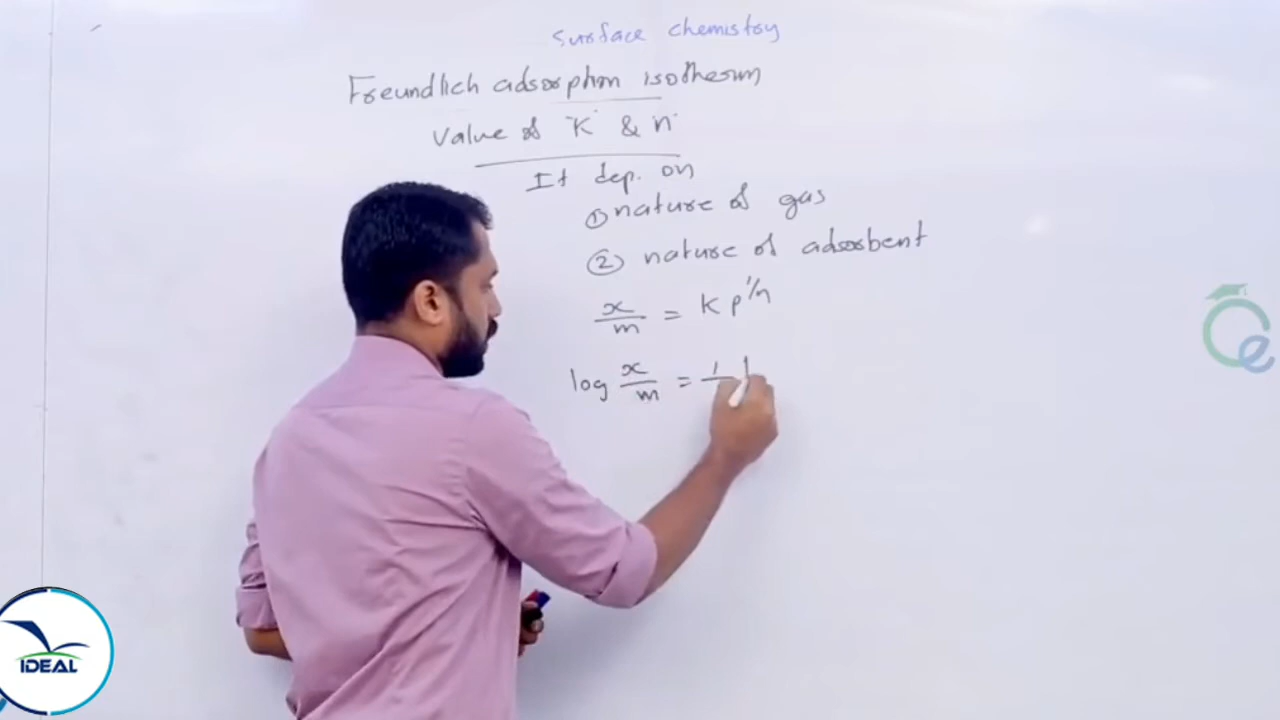 Surface chemistry
Freundlich adsorption isotherm
Value of 'K' & 'n'
It dep. on
① nature of gas
② nature of adsorbent
x/m = K p^1/n
log x/m = 1
IDEAL
e